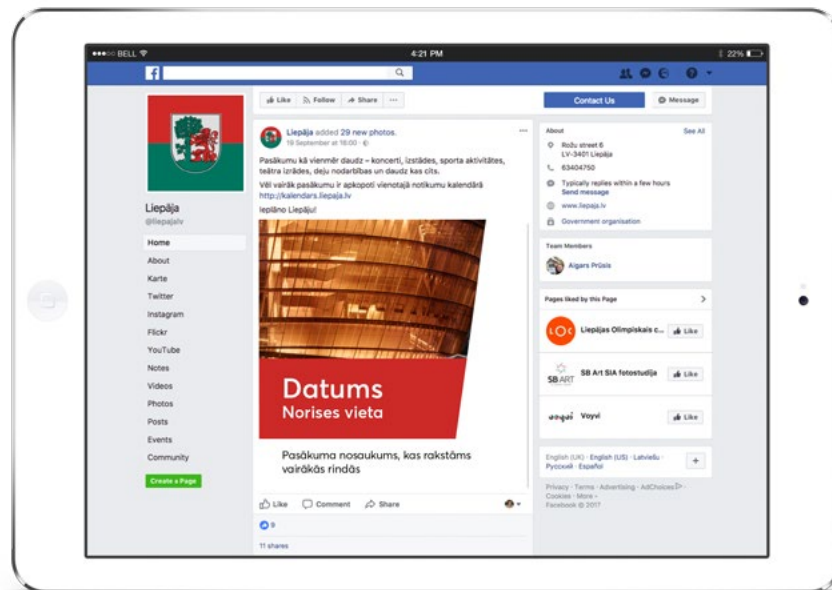 BELL
4:21 PM
22%
f
Like
Follow
Share
Contact Us
Message
Liepāja
@liepajalv
Home
About
Karte
Twitter
Instagram
Flickr
YouTube
Notes
Videos
Photos
Posts
Events
Community
Create a Page
Liepāja added 29 new photos.
19 September at 18:00
Pasākumu kā vienmēr daudz – koncerti, izstādes, sporta aktivitātes,
teātra izrādes, deju nodarbības un daudz kas cits.
Vēl vairāk pasākumu ir apkopoti vienotajā notikumu kalendārā
http://kalendars.liepaja.lv
Ieplāno Liepāju!
Datums
Norises vieta
Pasākuma nosaukums, kas rakstāms
vairākās rindās
Like
Comment
Share
9
11 shares
About
See All
Rožu street 6
LV-3401 Liepāja
63404750
Typically replies within a few hours
Send message
www.liepaja.lv
Government organisation
Team Members
Aigars Prūsis
Pages liked by this Page
LOC
Liepājas Olimpiskais c...
Like
SB ART
SB Art SIA fotostudija
Like
Voyvi
Like
English (UK) · English (US) · Latviešu ·
Русский · Español
Privacy · Terms · Advertising · AdChoices
Cookies · More
Facebook © 2017